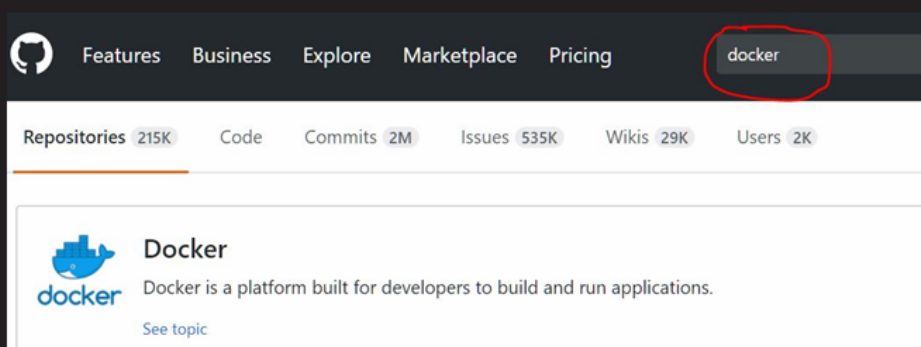 Features Business Explore Marketplace Pricing docker
Repositories 215K Code Commits 2M Issues 535K Wikis 29K Users 2K
Docker
docker
Docker is a platform built for developers to build and run applications.
See topic